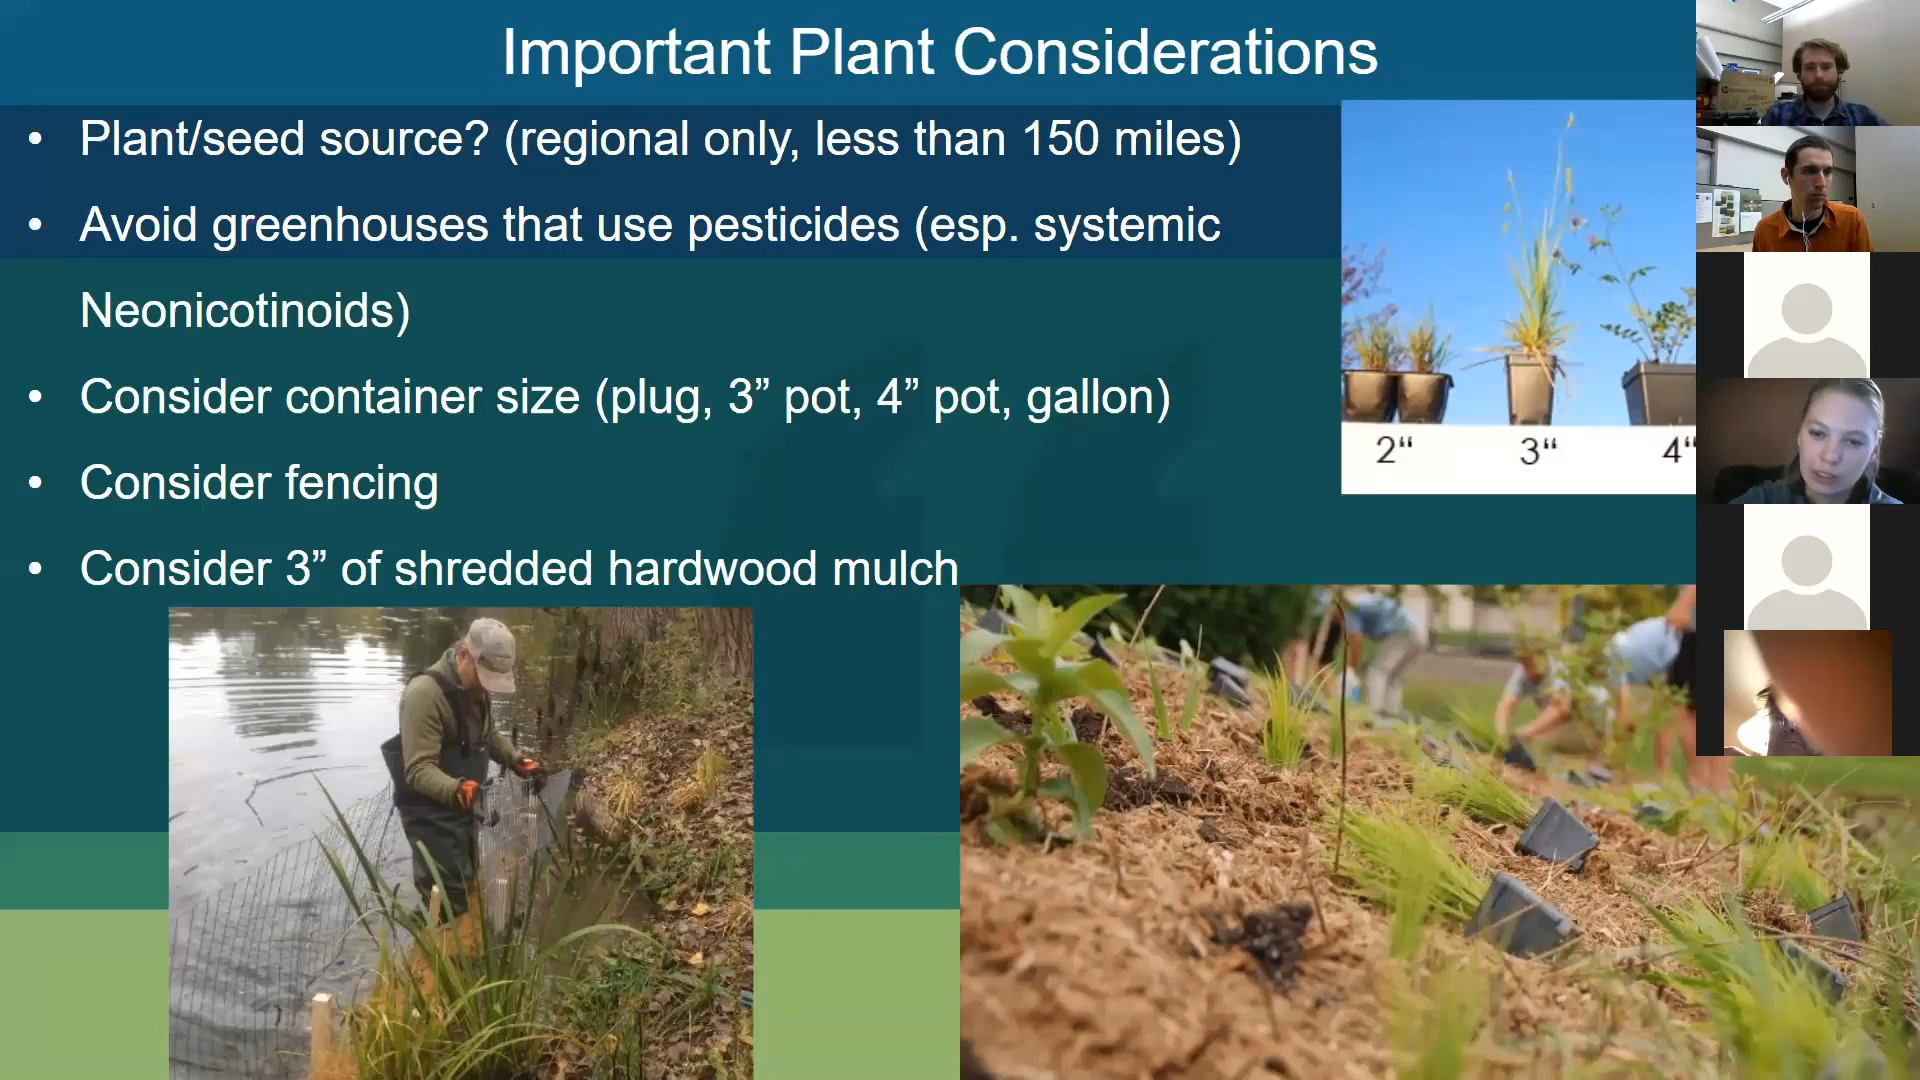 Important Plant Considerations
• Plant/seed source? (regional only, less than 150 miles)
• Avoid greenhouses that use pesticides (esp. systemic
Neonicotinoids)
• Consider container size (plug, 3” pot, 4” pot, gallon)
• Consider fencing
• Consider 3” of shredded hardwood mulch
2“ 3“ 4“